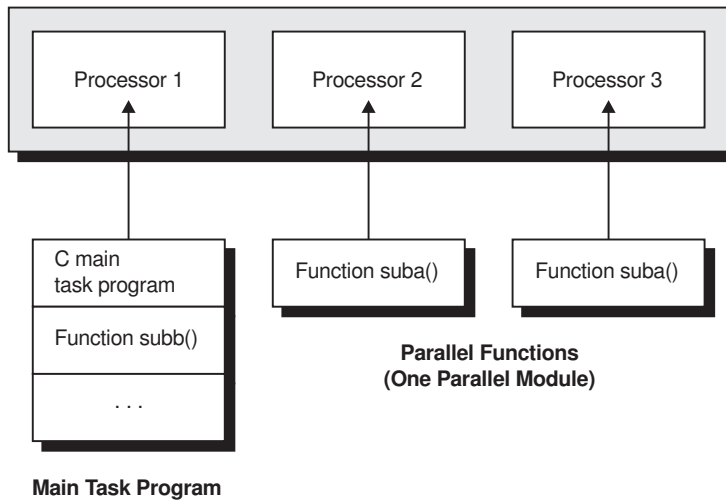 Processor 1
Processor 2
Processor 3
C main
task program
Function subb()
. . .
Function suba()
Function suba()
Parallel Functions
(One Parallel Module)
Main Task Program